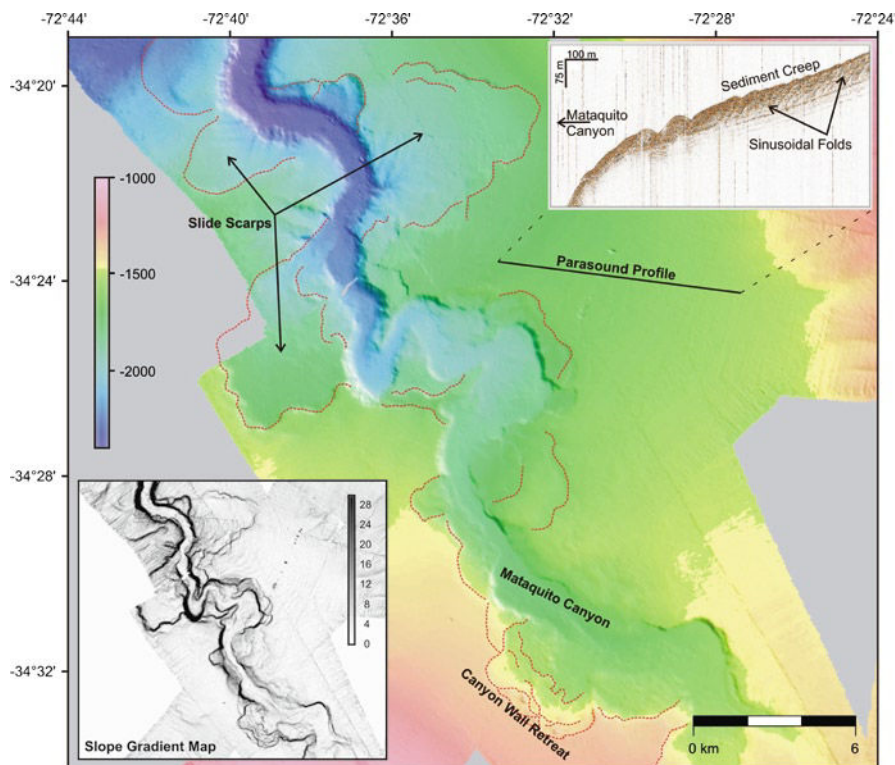 -72°44'
-72°40'
-72°36'
-72°32'
-72°28'
-72°24'
-34°20'
-34°24'
-34°28'
-34°32'
100 m
75 m
Sediment Creep
Mataquito
Canyon
Sinusoidal Folds
-1000
-1500
-2000
Slide Scarps
Parasound Profile
Mataquito Canyon
Canyon Wall Retreat
28
24
20
16
12
8
4
0
Slope Gradient Map
0 km
6